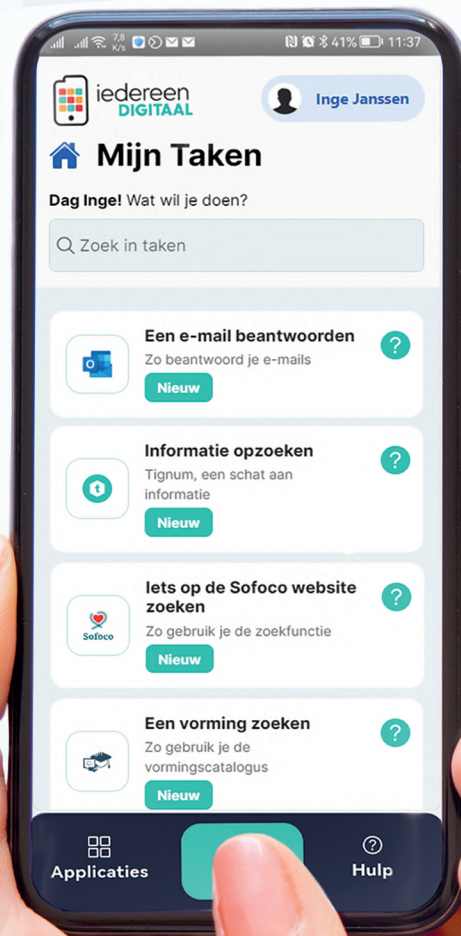 7,8
K/s
41%
11:37
iedereen
DIGITAAL
Inge Janssen
Mijn Taken
Dag Inge! Wat wil je doen?
Zoek in taken
Een e-mail beantwoorden
?
Zo beantwoord je e-mails
Nieuw
Informatie opzoeken
?
Tignum, een schat aan
informatie
Nieuw
Iets op de Sofoco website
zoeken
?
Sofoco
Zo gebruik je de zoekfunctie
Nieuw
Een vorming zoeken
?
Zo gebruik je de
vormingscatalogus
Nieuw
Applicaties
Hulp